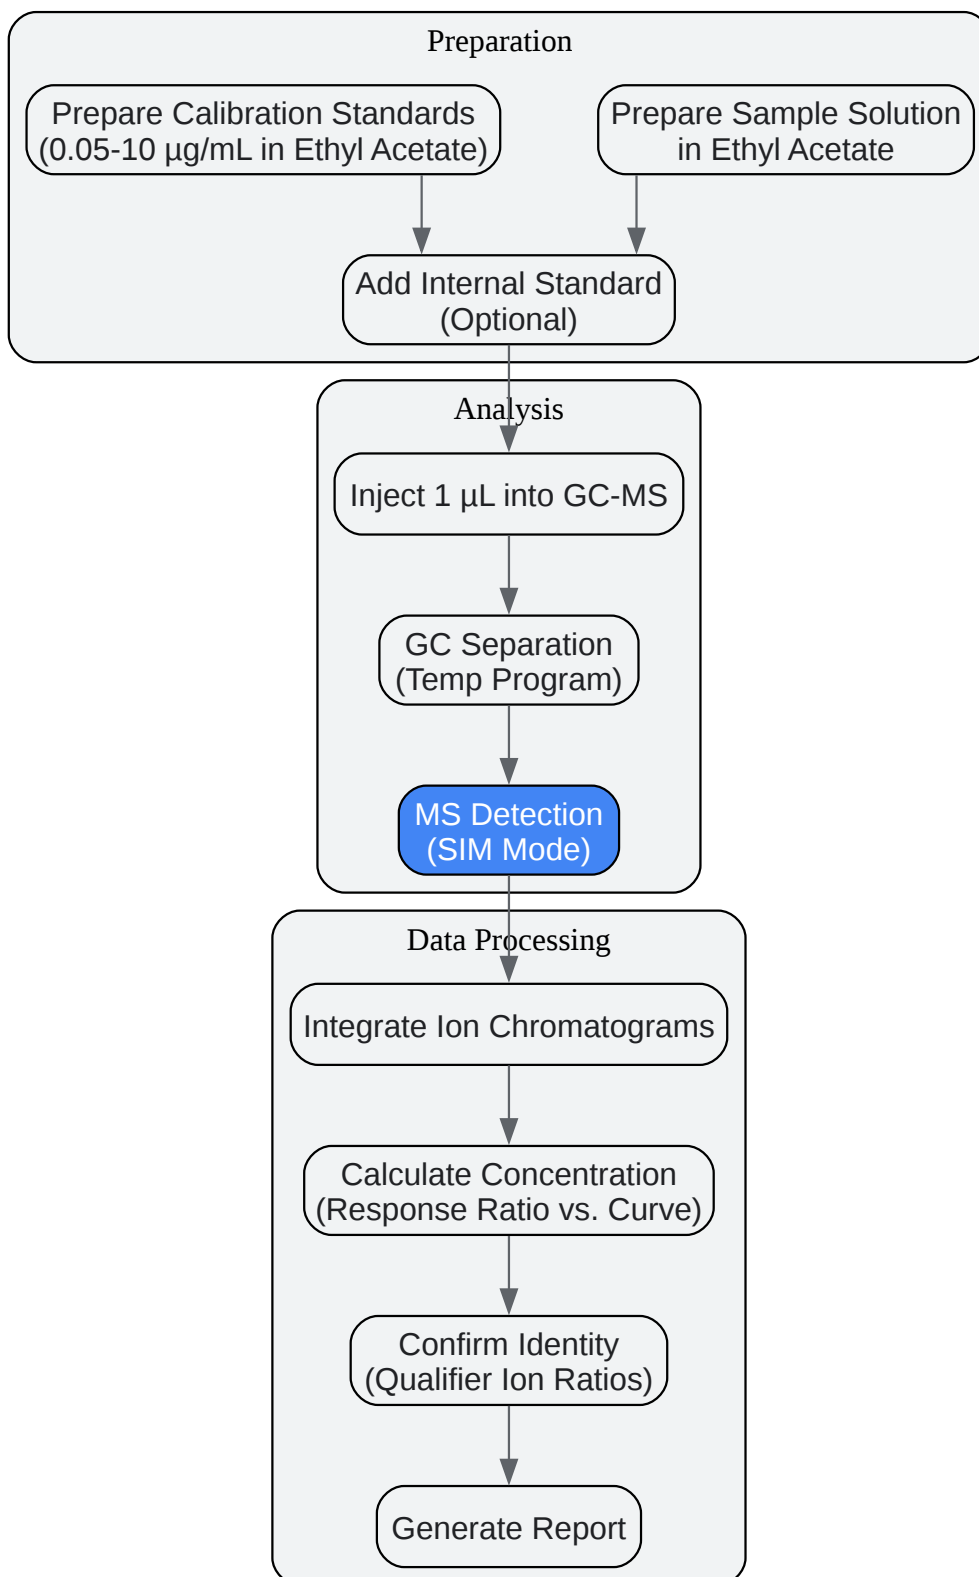 Preparation
Prepare Calibration Standards
(0.05-10 µg/mL in Ethyl Acetate)
Prepare Sample Solution
in Ethyl Acetate
Add Internal Standard
(Optional)
Analysis
Inject 1 µL into GC-MS
GC Separation
(Temp Program)
MS Detection
(SIM Mode)
Data Processing
Integrate Ion Chromatograms
Calculate Concentration
(Response Ratio vs. Curve)
Confirm Identity
(Qualifier Ion Ratios)
Generate Report